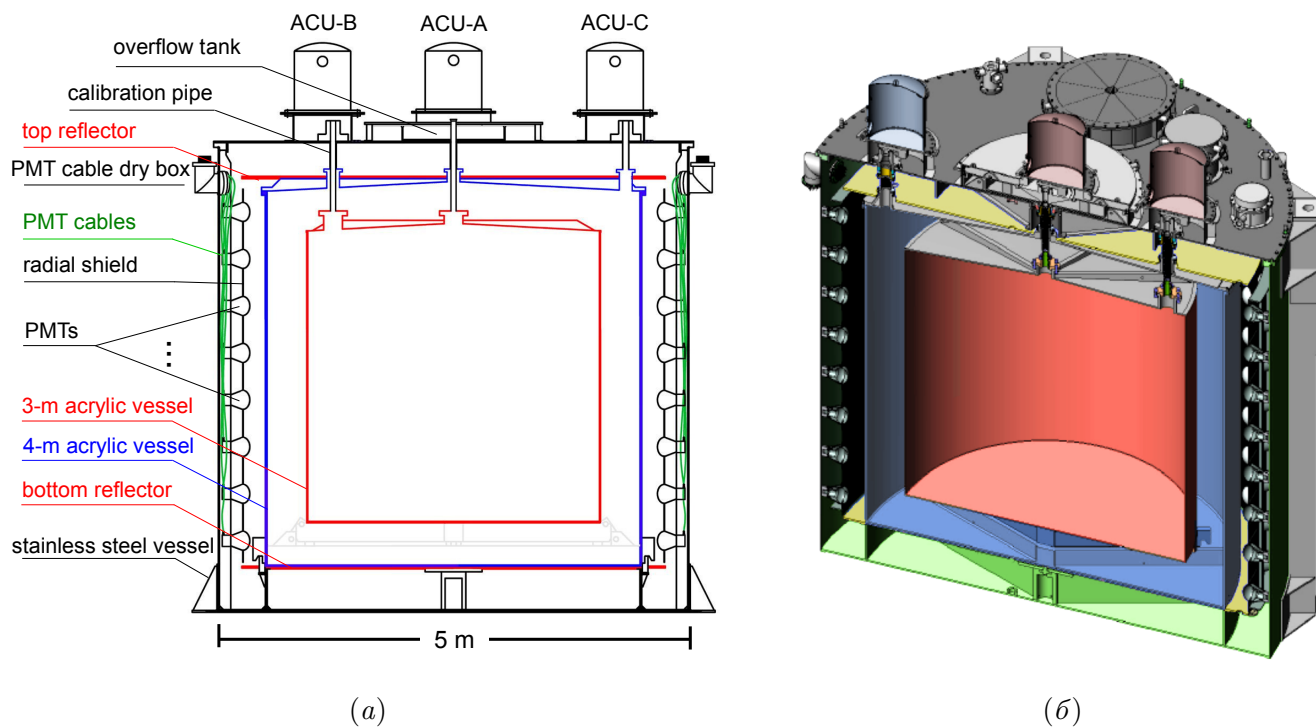 ACU-B
ACU-A
ACU-C
overflow tank
calibration pipe
top reflector
PMT cable dry box
PMT cables
radial shield
PMTs
3-m acrylic vessel
4-m acrylic vessel
bottom reflector
stainless steel vessel
5 m
(а)
(б)